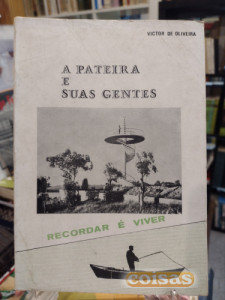 VICTOR DE OLIVEIRA
A PATEIRA
E
SUAS GENTES
RECORDAR É VIVER
coisas